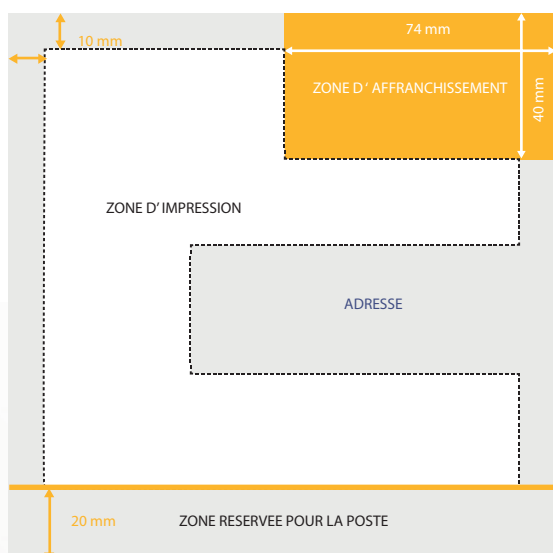 74 mm
10 mm
ZONE D' AFFRANCHISSEMENT
40 mm
ZONE D'IMPRESSION
ADRESSE
20 mm
ZONE RESERVEE POUR LA POSTE